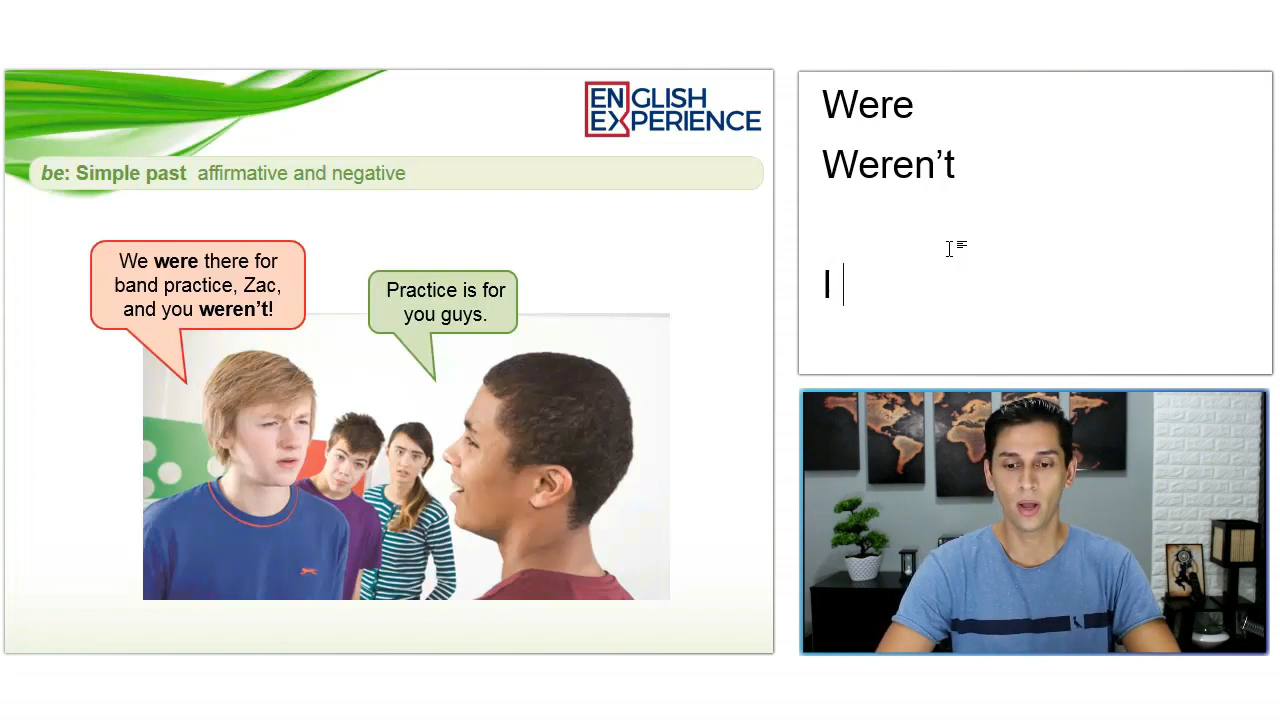 ENGLISH
EXPERIENCE
be: Simple past affirmative and negative
We were there for
band practice, Zac,
and you weren’t!
Practice is for
you guys.
Were
Weren’t
I